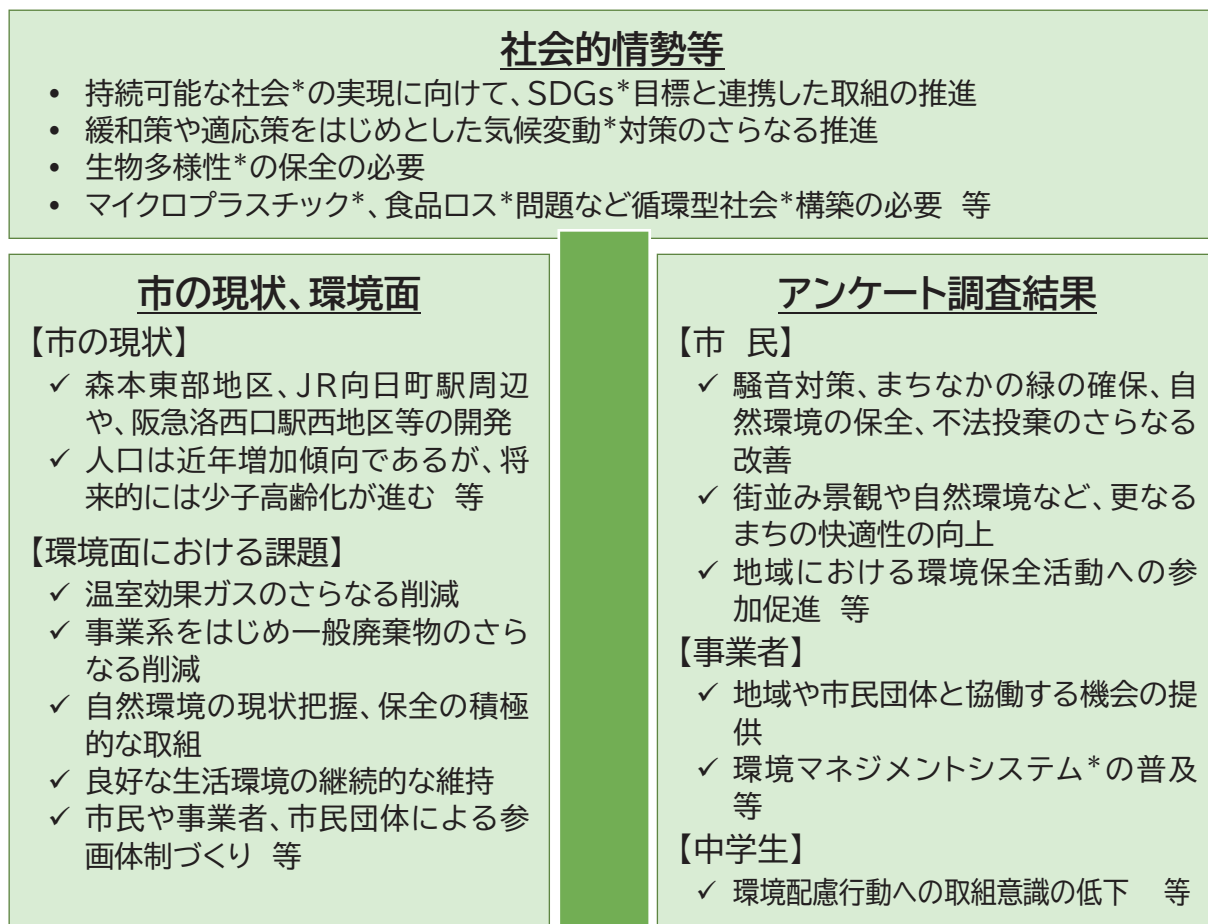 社会的情勢等
• 持続可能な社会*の実現に向けて、SDGs*目標と連携した取組の推進
• 緩和策や適応策をはじめとした気候変動*対策のさらなる推進
• 生物多様性*の保全の必要
• マイクロプラスチック*、食品ロス*問題など循環型社会*構築の必要 等
市の現状、環境面
【市の現状】
✓ 森本東部地区、JR向日町駅周辺
や、阪急洛西口駅西地区等の開発
✓ 人口は近年増加傾向であるが、将
来的には少子高齢化が進む 等
【環境面における課題】
✓ 温室効果ガスのさらなる削減
✓ 事業系をはじめ一般廃棄物のさら
なる削減
✓ 自然環境の現状把握、保全の積極
的な取組
✓ 良好な生活環境の継続的な維持
✓ 市民や事業者、市民団体による参
画体制づくり 等
アンケート調査結果
【市 民】
✓ 騒音対策、まちなかの緑の確保、自
然環境の保全、不法投棄のさらなる
改善
✓ 街並み景観や自然環境など、更なる
まちの快適性の向上
✓ 地域における環境保全活動への参
加促進 等
【事業者】
✓ 地域や市民団体と協働する機会の提
供
✓ 環境マネジメントシステム*の普及
等
【中学生】
✓ 環境配慮行動への取組意識の低下 等